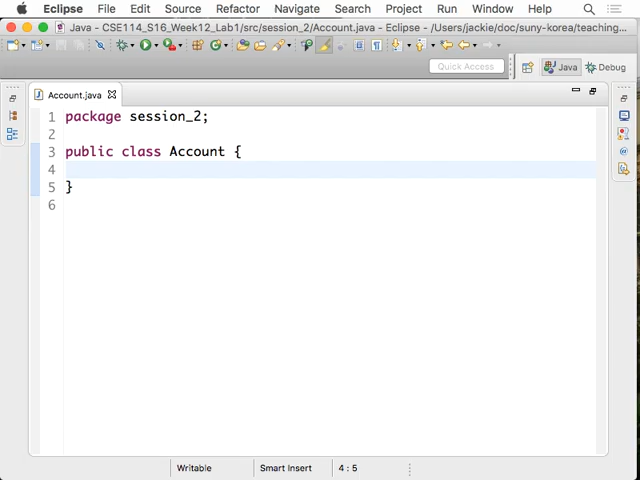 Eclipse File Edit Source Refactor Navigate Search Project Run Window Help
Java - CSE114_S16_Week12_Lab1/src/session_2/Account.java - Eclipse - /Users/jackie/doc/suny-korea/teaching...
Quick Access
Java
Debug
Account.java
1 package session_2;
2
3 public class Account {
4
5 }
6
Writable
Smart Insert
4 : 5